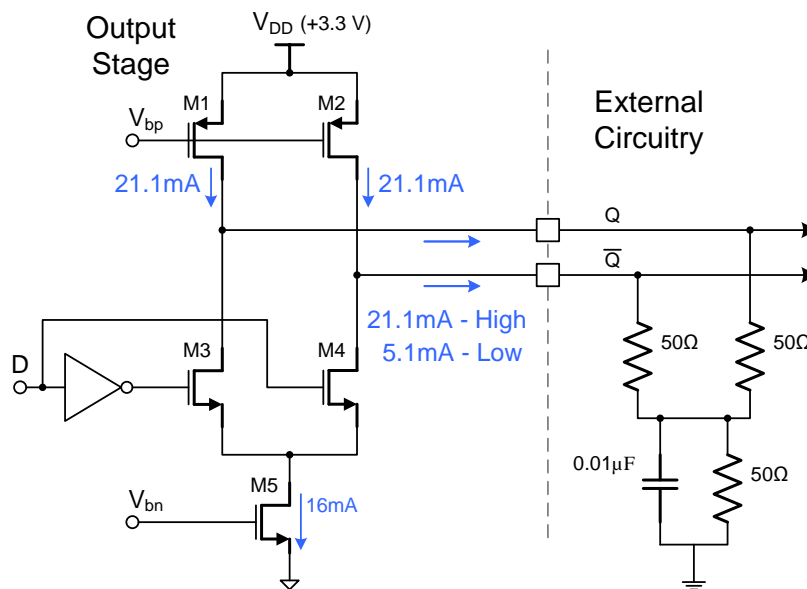 Output
Stage
V_DD (+3.3 V)
M1
M2
V_bp
External
Circuitry
21.1mA
21.1mA
Q
Q̅
21.1mA - High
5.1mA - Low
50Ω
50Ω
D
M3
M4
0.01µF
50Ω
M5
V_bn
16mA